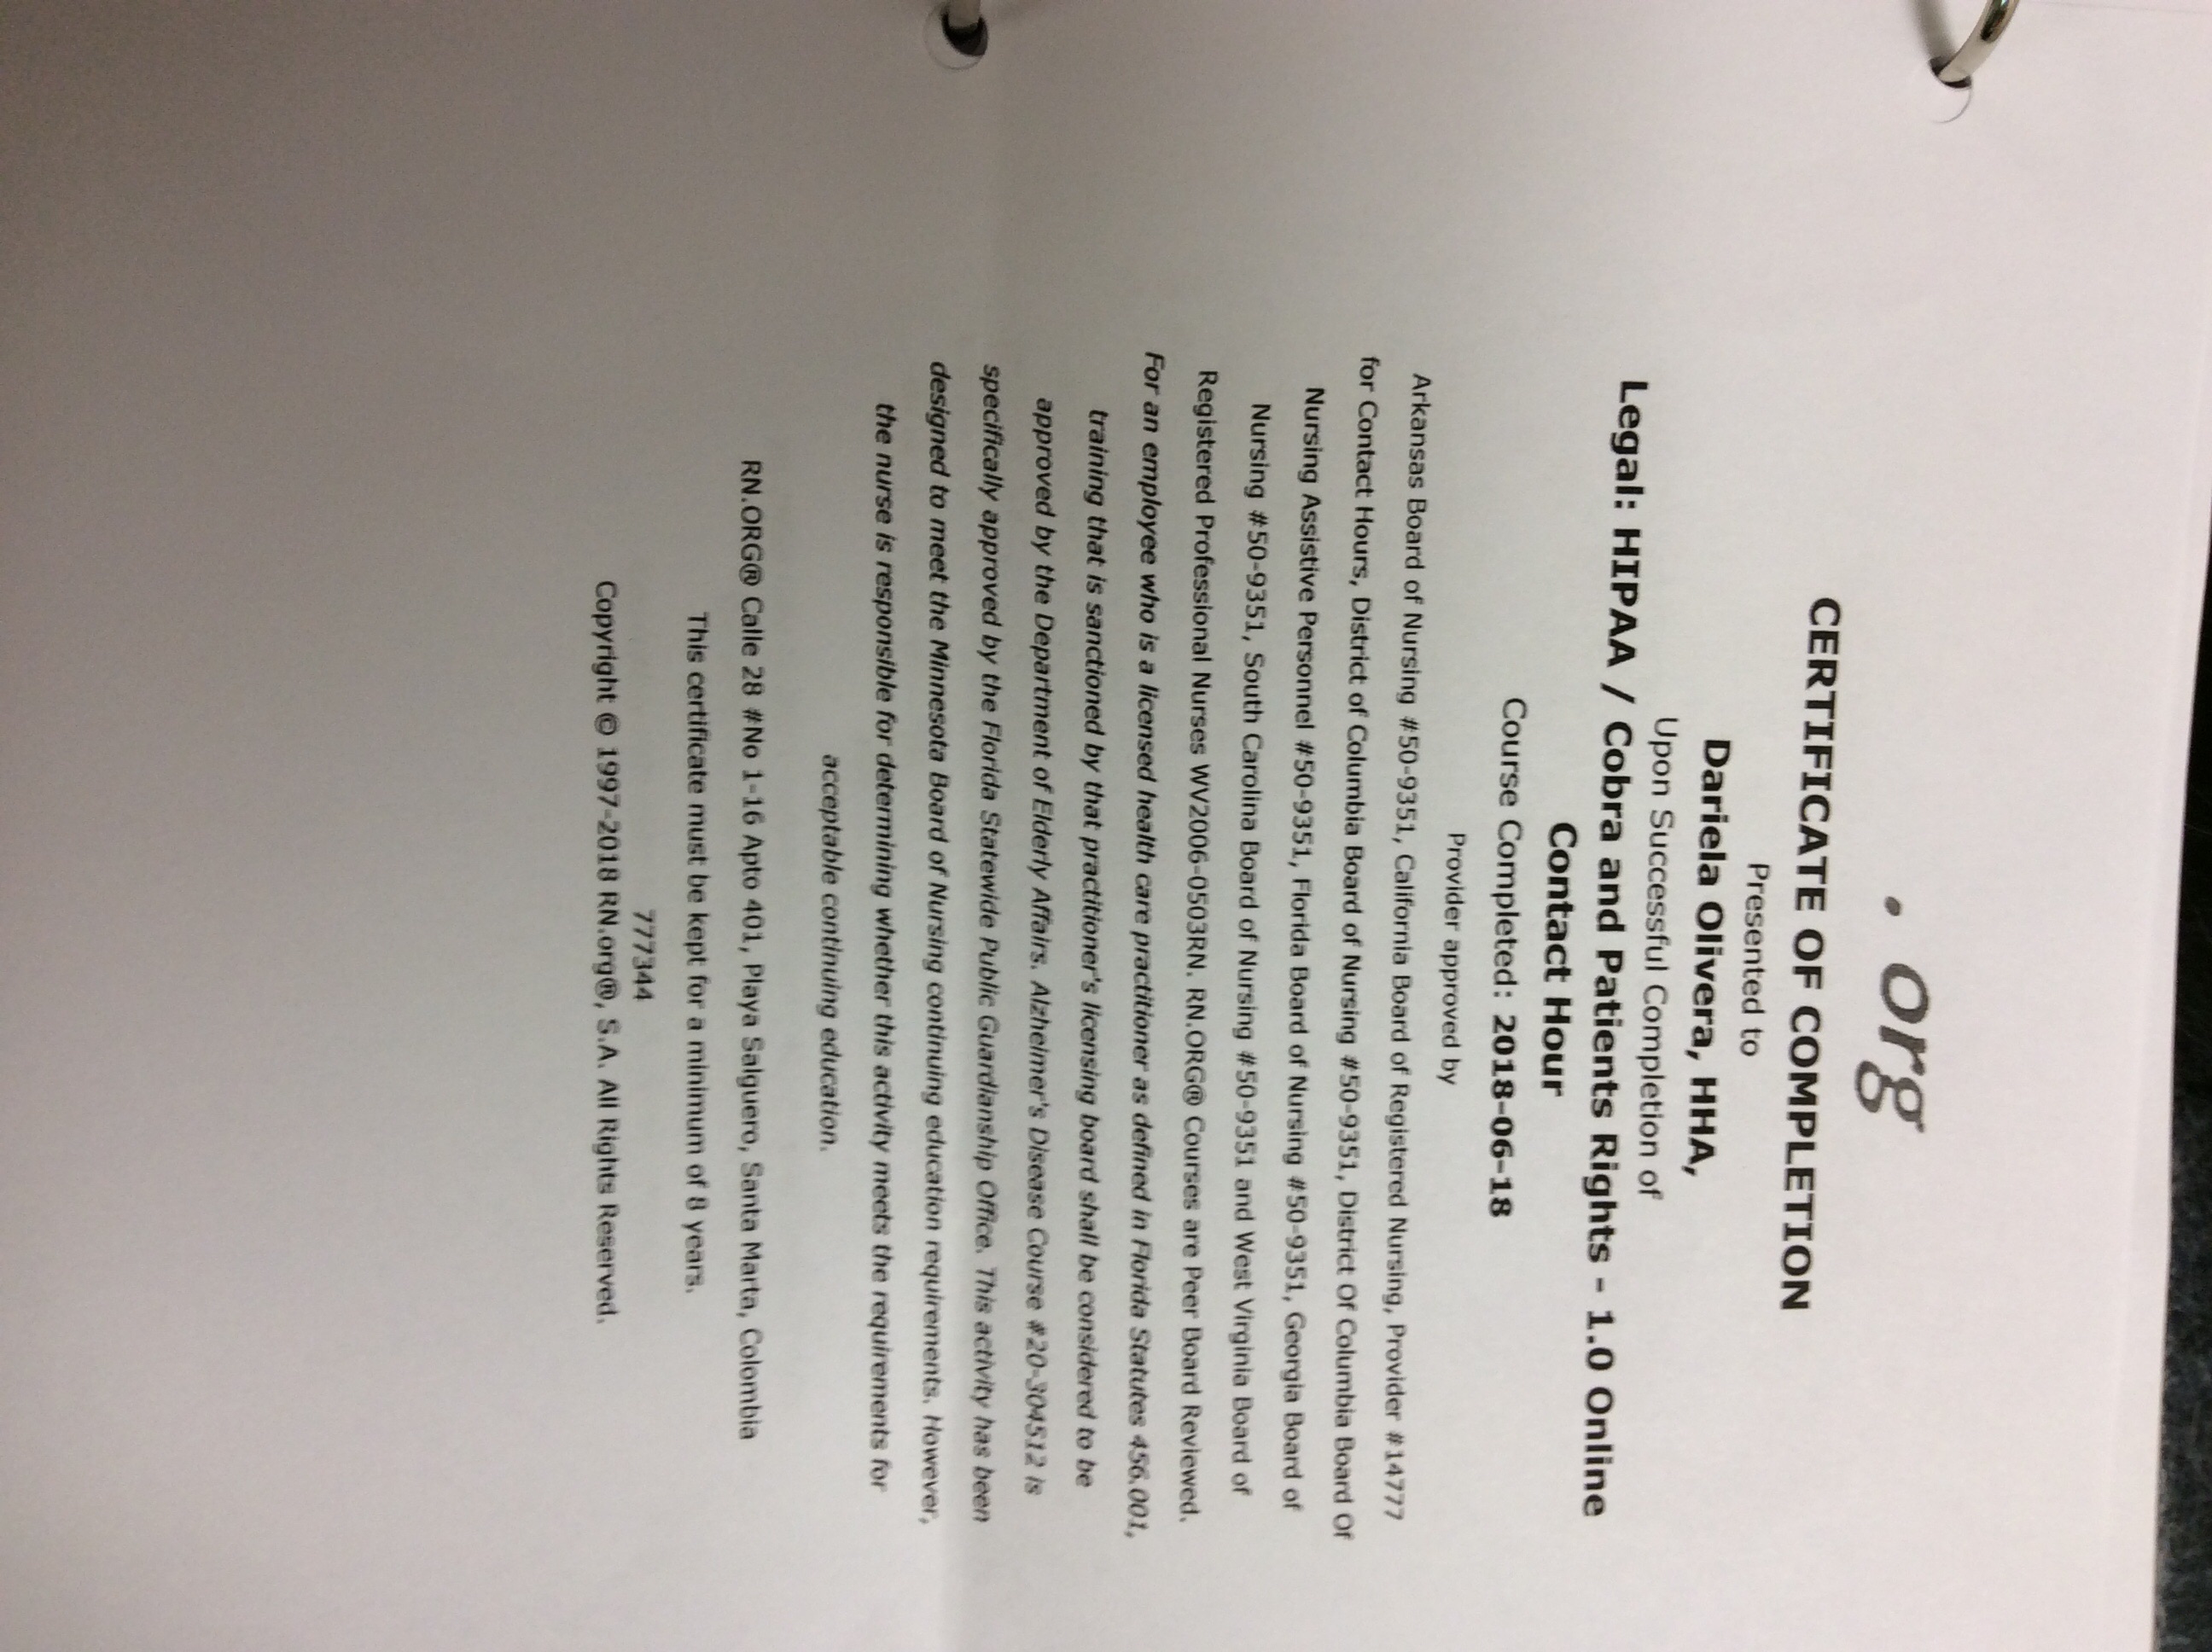 . org
CERTIFICATE OF COMPLETION
Presented to
Dariela Olivera, HHA,
Upon Successful Completion of
Legal: HIPAA / Cobra and Patients Rights - 1.0 Online
Contact Hour
Course Completed: 2018-06-18
Provider approved by
Arkansas Board of Nursing #50-9351, California Board of Registered Nursing, Provider #14777
for Contact Hours, District of Columbia Board of Nursing #50-9351, District Of Columbia Board Of
Nursing Assistive Personnel #50-9351, Florida Board of Nursing #50-9351, Georgia Board of
Nursing #50-9351, South Carolina Board of Nursing #50-9351 and West Virginia Board of
Registered Professional Nurses WV2006-0503RN. RN.ORG® Courses are Peer Board Reviewed.
For an employee who is a licensed health care practitioner as defined in Florida Statutes 456.001,
training that is sanctioned by that practitioner's licensing board shall be considered to be
approved by the Department of Elderly Affairs. Alzheimer's Disease Course #20-304512 is
specifically approved by the Florida Statewide Public Guardianship Office. This activity has been
designed to meet the Minnesota Board of Nursing continuing education requirements. However,
the nurse is responsible for determining whether this activity meets the requirements for
acceptable continuing education.
RN.ORG® Calle 28 #No 1-16 Apto 401, Playa Salguero, Santa Marta, Colombia
This certificate must be kept for a minimum of 8 years.
777344
Copyright © 1997-2018 RN.org®, S.A. All Rights Reserved.